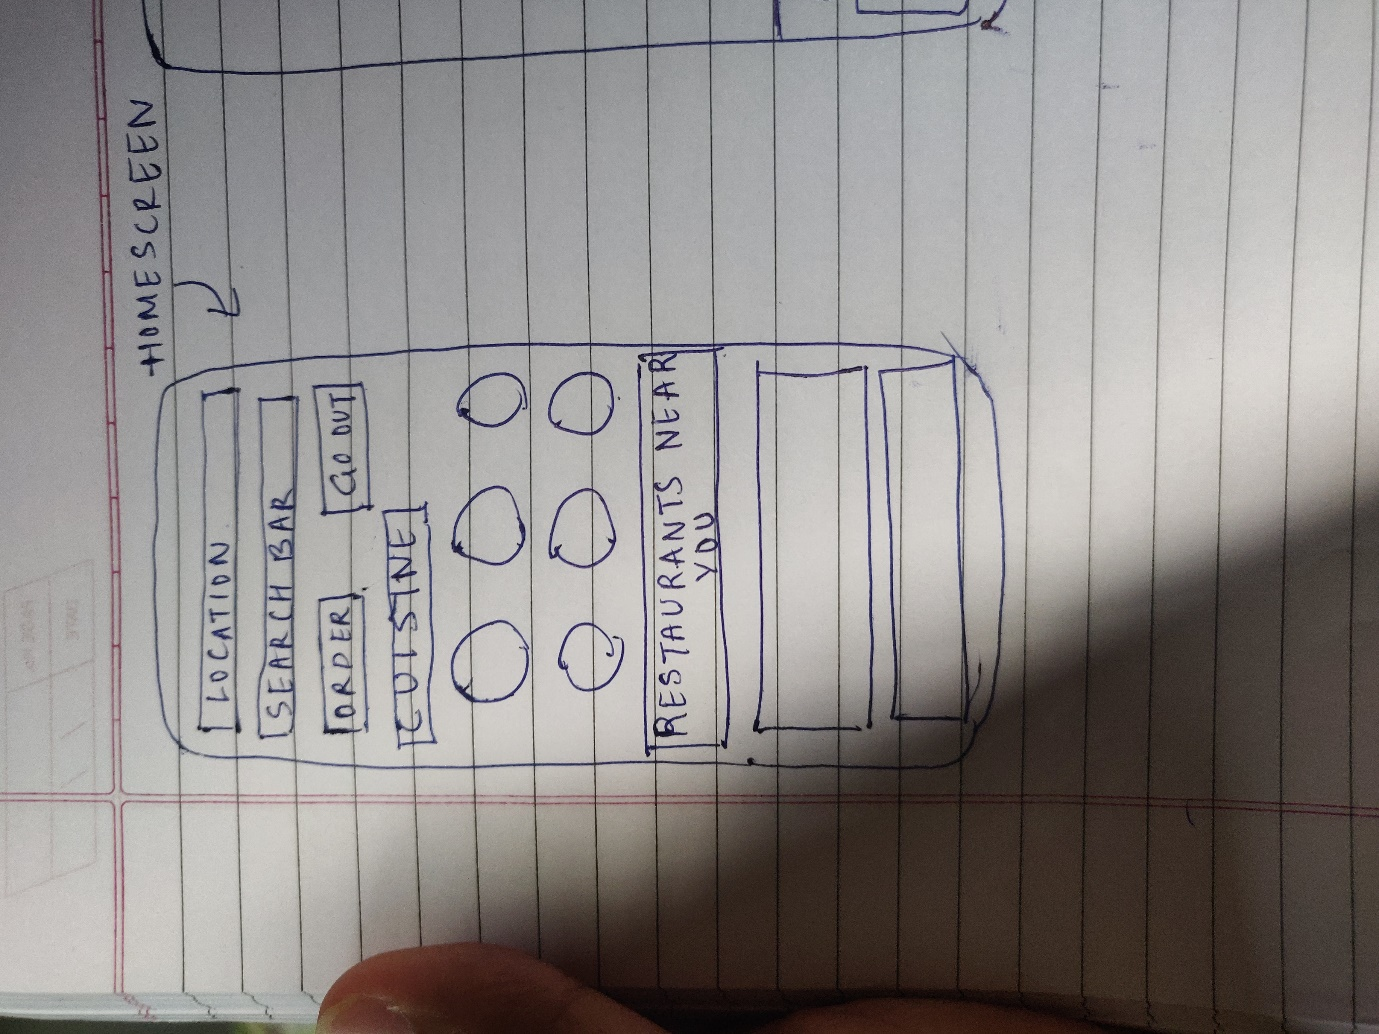 HOMESCREEN
LOCATION
SEARCH BAR
ORDER GO OUT
CUISINE
RESTAURANTS NEAR
YOU